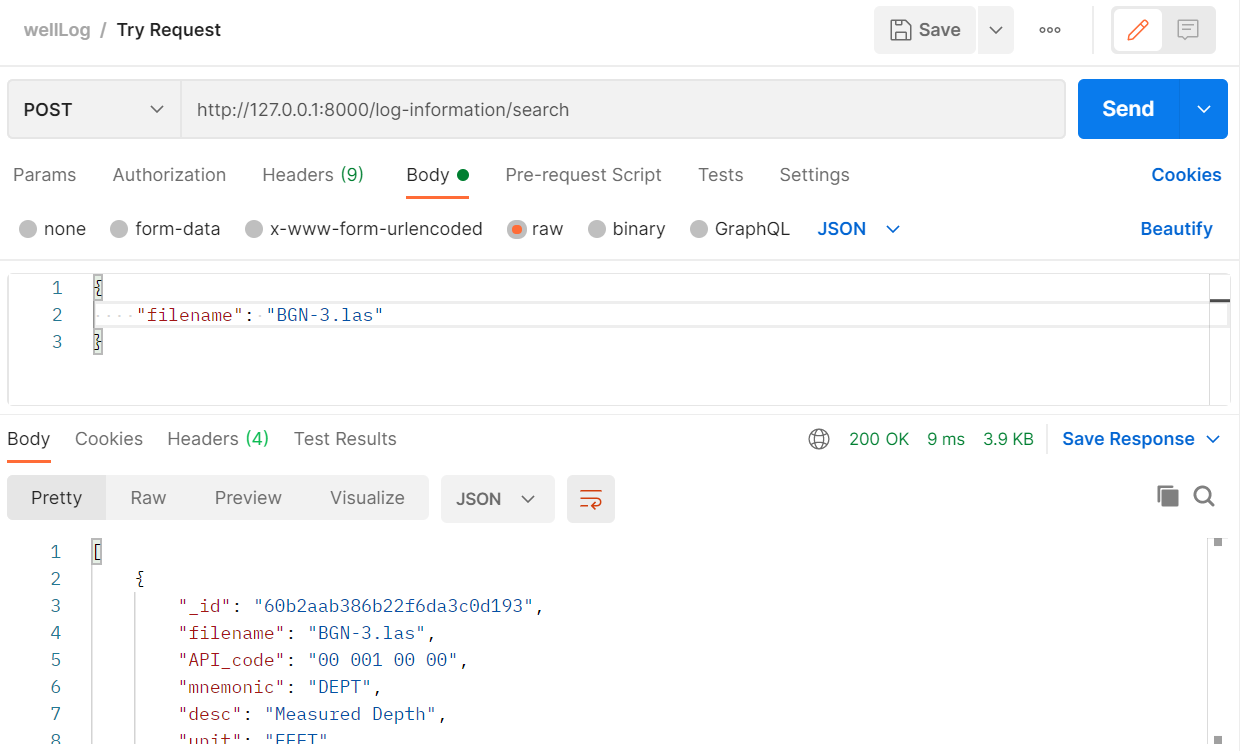 wellLog / Try Request
Save
POST
http://127.0.0.1:8000/log-information/search
Send
Params Authorization Headers (9) Body Pre-request Script Tests Settings Cookies
none form-data x-www-form-urlencoded raw binary GraphQL JSON Beautify
1 {
2 "filename": "BGN-3.las"
3 }
Body Cookies Headers (4) Test Results 200 OK 9 ms 3.9 KB Save Response
Pretty Raw Preview Visualize JSON
1 [
2 {
3 "_id": "60b2aab386b22f6da3c0d193",
4 "filename": "BGN-3.las",
5 "API_code": "00 001 00 00",
6 "mnemonic": "DEPT",
7 "desc": "Measured Depth",
8 "unit": "FEET"